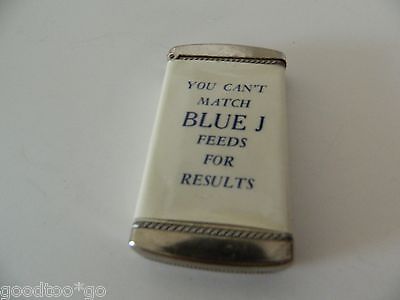 YOU CAN'T
MATCH
BLUE J
FEEDS
FOR
RESULTS
goodtoo*go